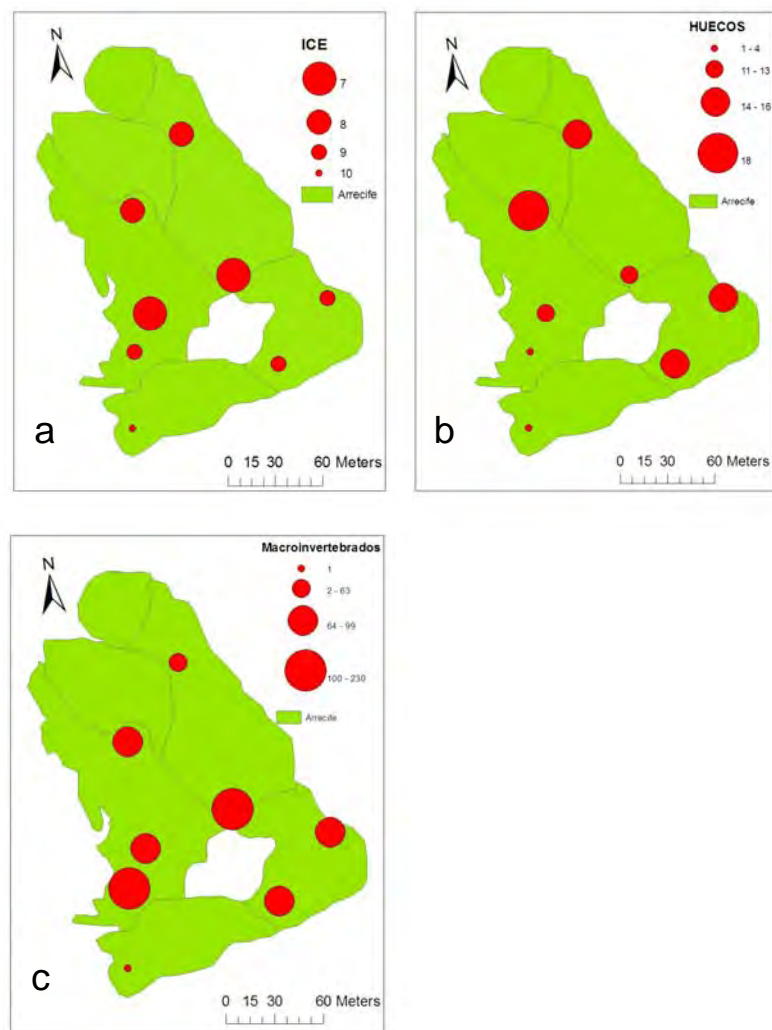 N
ICE
7
8
9
10
Arrecife
a
0 15 30 60 Meters
N
HUECOS
1 - 4
11 - 13
14 - 16
18
Arrecife
b
0 15 30 60 Meters
N
Macroinvertebrados
1
2 - 63
64 - 99
100 - 230
Arrecife
c
0 15 30 60 Meters